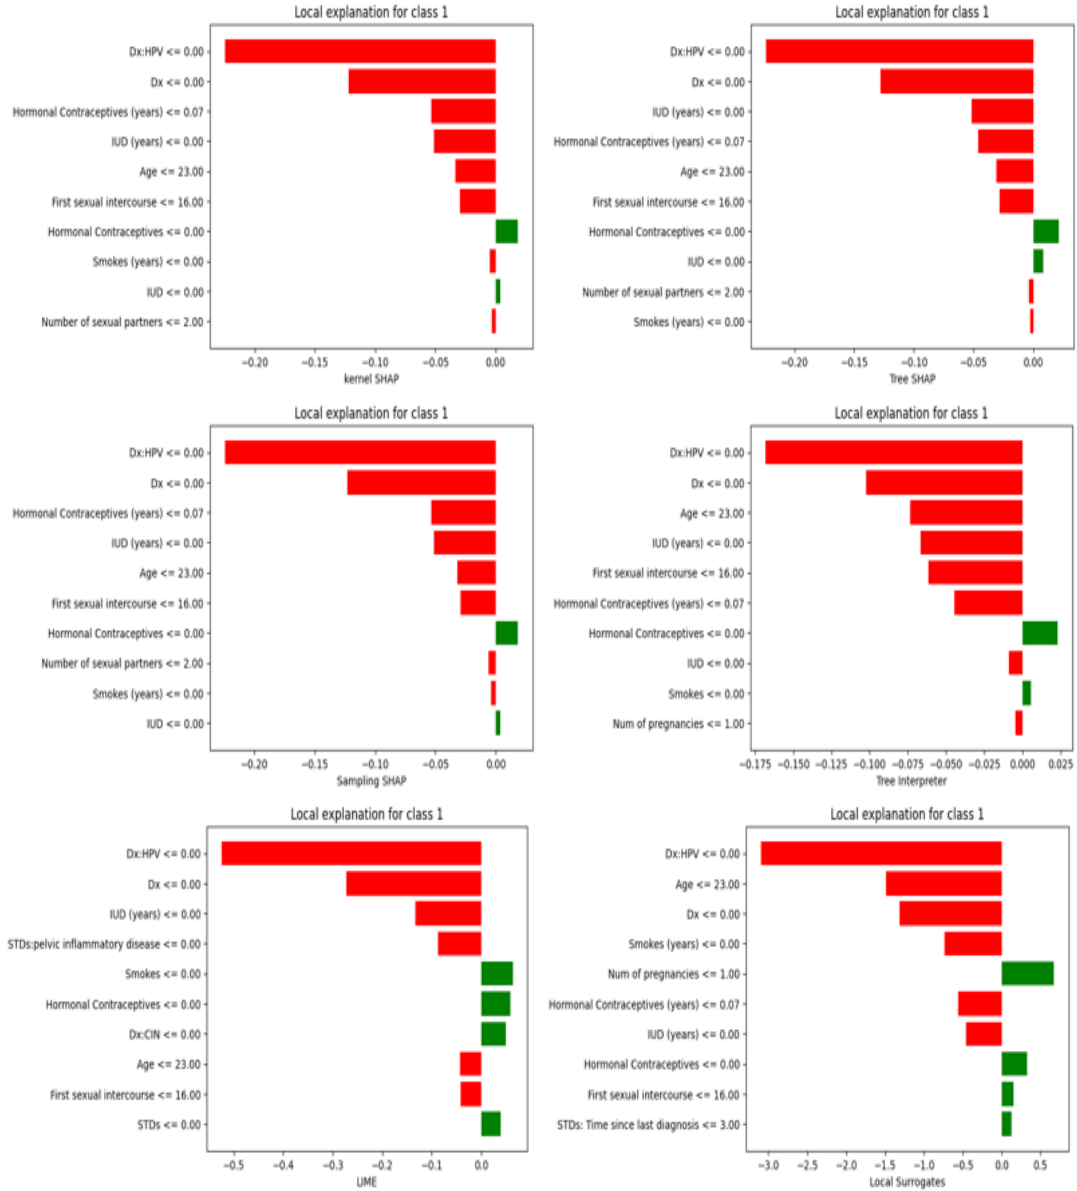 Local explanation for class 1
Dx:HPV <= 0.00
Dx <= 0.00
Hormonal Contraceptives (years) <= 0.07
IUD (years) <= 0.00
Age <= 23.00
First sexual intercourse <= 16.00
Hormonal Contraceptives <= 0.00
Smokes (years) <= 0.00
IUD <= 0.00
Number of sexual partners <= 2.00
−0.20 −0.15 −0.10 −0.05 0.00
kernel SHAP
Local explanation for class 1
Dx:HPV <= 0.00
Dx <= 0.00
IUD (years) <= 0.00
Hormonal Contraceptives (years) <= 0.07
Age <= 23.00
First sexual intercourse <= 16.00
Hormonal Contraceptives <= 0.00
IUD <= 0.00
Number of sexual partners <= 2.00
Smokes (years) <= 0.00
−0.20 −0.15 −0.10 −0.05 0.00
Tree SHAP
Local explanation for class 1
Dx:HPV <= 0.00
Dx <= 0.00
Hormonal Contraceptives (years) <= 0.07
IUD (years) <= 0.00
Age <= 23.00
First sexual intercourse <= 16.00
Hormonal Contraceptives <= 0.00
Number of sexual partners <= 2.00
Smokes (years) <= 0.00
IUD <= 0.00
−0.20 −0.15 −0.10 −0.05 0.00
Sampling SHAP
Local explanation for class 1
Dx:HPV <= 0.00
Dx <= 0.00
Age <= 23.00
IUD (years) <= 0.00
First sexual intercourse <= 16.00
Hormonal Contraceptives (years) <= 0.07
Hormonal Contraceptives <= 0.00
IUD <= 0.00
Smokes <= 0.00
Num of pregnancies <= 1.00
−0.175 −0.150 −0.125 −0.100 −0.075 −0.050 −0.025 0.000 0.025
Tree Interpreter
Local explanation for class 1
Dx:HPV <= 0.00
Dx <= 0.00
IUD (years) <= 0.00
STDs:pelvic inflammatory disease <= 0.00
Smokes <= 0.00
Hormonal Contraceptives <= 0.00
Dx:CIN <= 0.00
Age <= 23.00
First sexual intercourse <= 16.00
STDs <= 0.00
−0.5 −0.4 −0.3 −0.2 −0.1 0.0
LIME
Local explanation for class 1
Dx:HPV <= 0.00
Age <= 23.00
Dx <= 0.00
Smokes (years) <= 0.00
Num of pregnancies <= 1.00
Hormonal Contraceptives (years) <= 0.07
IUD (years) <= 0.00
Hormonal Contraceptives <= 0.00
First sexual intercourse <= 16.00
STDs: Time since last diagnosis <= 3.00
−3.0 −2.5 −2.0 −1.5 −1.0 −0.5 0.0 0.5
Local Surrogates